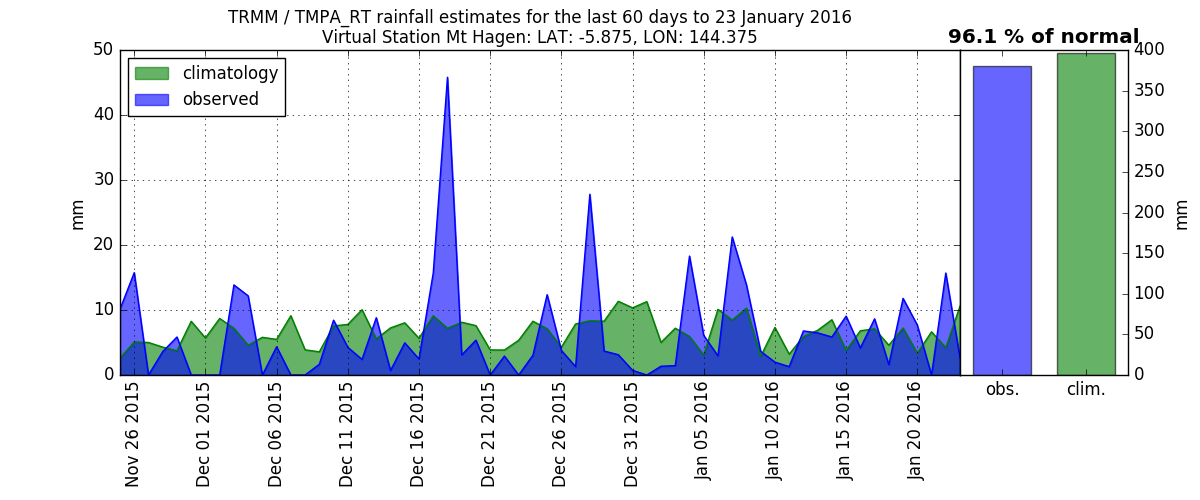 TRMM / TMPA_RT rainfall estimates for the last 60 days to 23 January 2016
Virtual Station Mt Hagen: LAT: -5.875, LON: 144.375
96.1 % of normal
climatology
observed
mm
50
40
30
20
10
0
Nov 26 2015
Dec 01 2015
Dec 06 2015
Dec 11 2015
Dec 16 2015
Dec 21 2015
Dec 26 2015
Dec 31 2015
Jan 05 2016
Jan 10 2016
Jan 15 2016
Jan 20 2016
obs.
clim.
400
350
300
250
200
150
100
50
0
mm